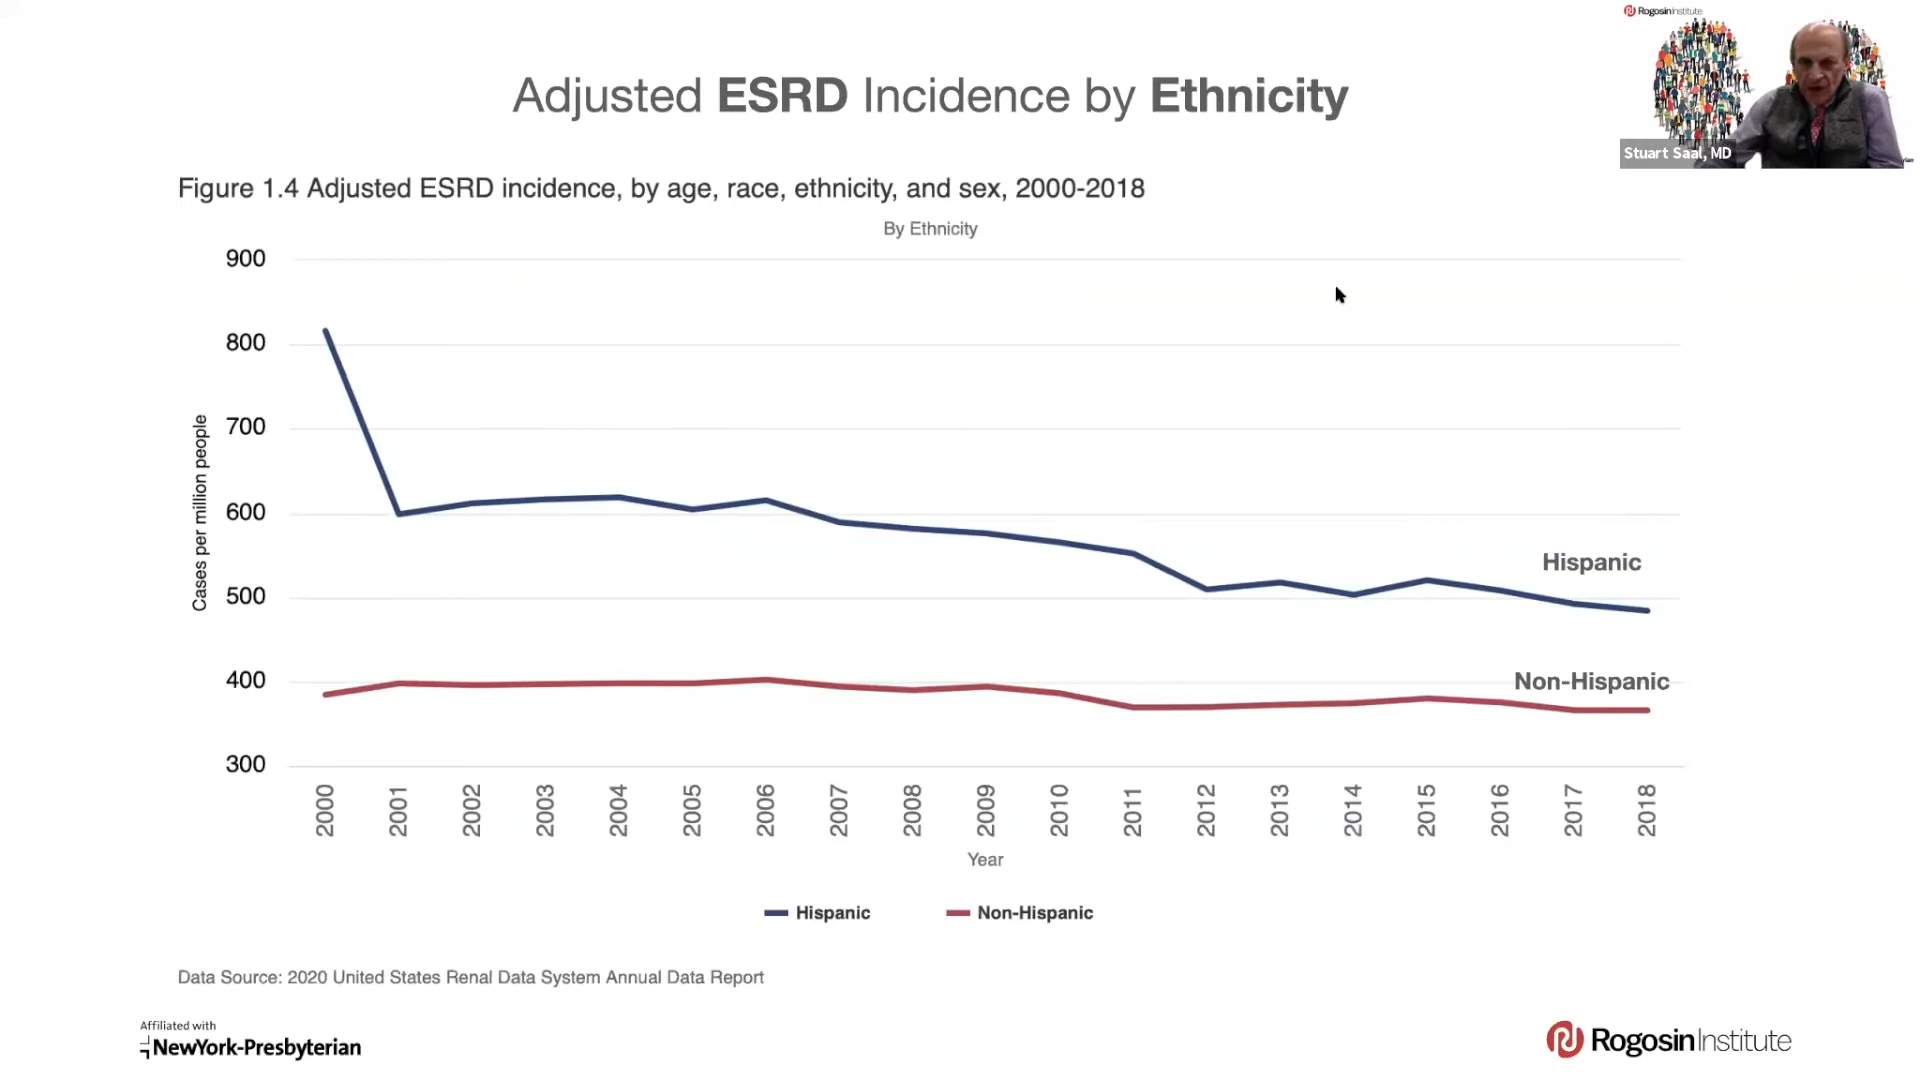 RogosinInstitute
Adjusted ESRD Incidence by Ethnicity
Stuart Saal, MD
Figure 1.4 Adjusted ESRD incidence, by age, race, ethnicity, and sex, 2000-2018
By Ethnicity
900
800
700
600
500
400
300
Cases per million people
Hispanic
Non-Hispanic
2000 2001 2002 2003 2004 2005 2006 2007 2008 2009 2010 2011 2012 2013 2014 2015 2016 2017 2018
Year
Hispanic Non-Hispanic
Data Source: 2020 United States Renal Data System Annual Data Report
Affiliated with
NewYork-Presbyterian
RogosinInstitute